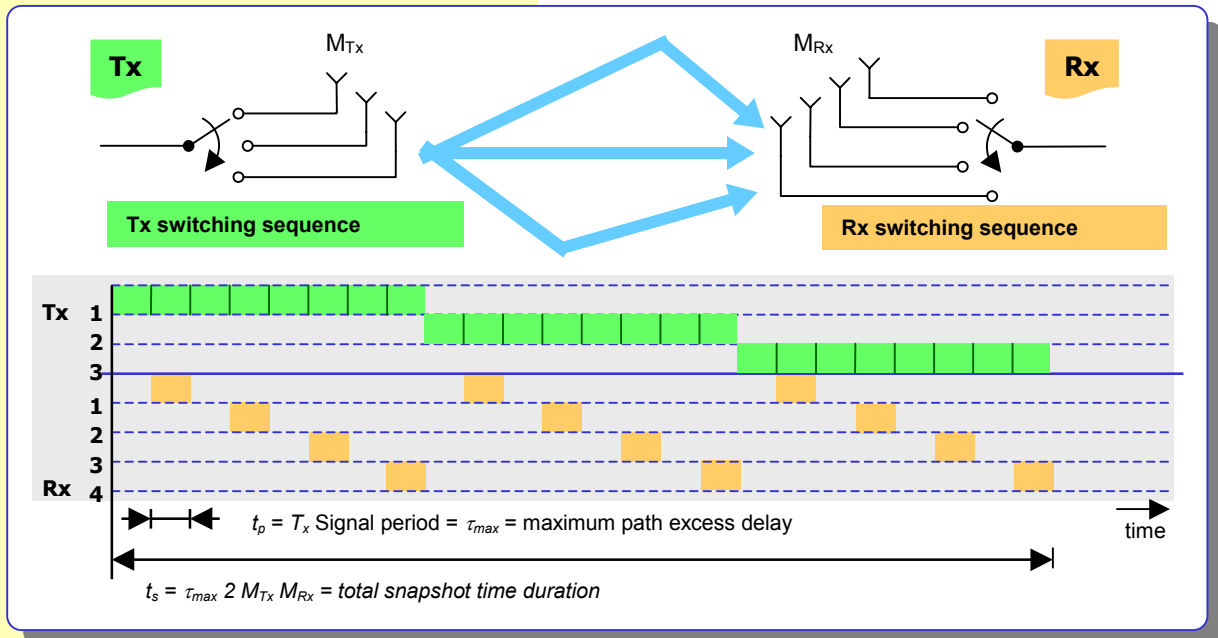 M_Tx
M_Rx
Tx
Rx
Tx switching sequence
Rx switching sequence
Tx 1
2
3
1
2
3
Rx 4
t_p = T_x Signal period = τ_max = maximum path excess delay
time
t_s = τ_max 2 M_Tx M_Rx = total snapshot time duration